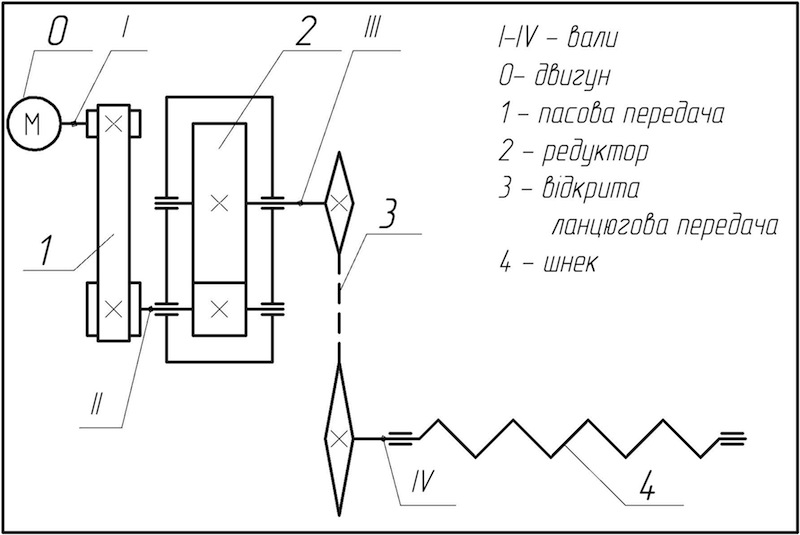 0
I
2
III
I–IV – вали
0– двигун
1 – пасова передача
2 – редуктор
3 – відкрита
ланцюгова передача
4 – шнек
M
1
3
II
IV
4